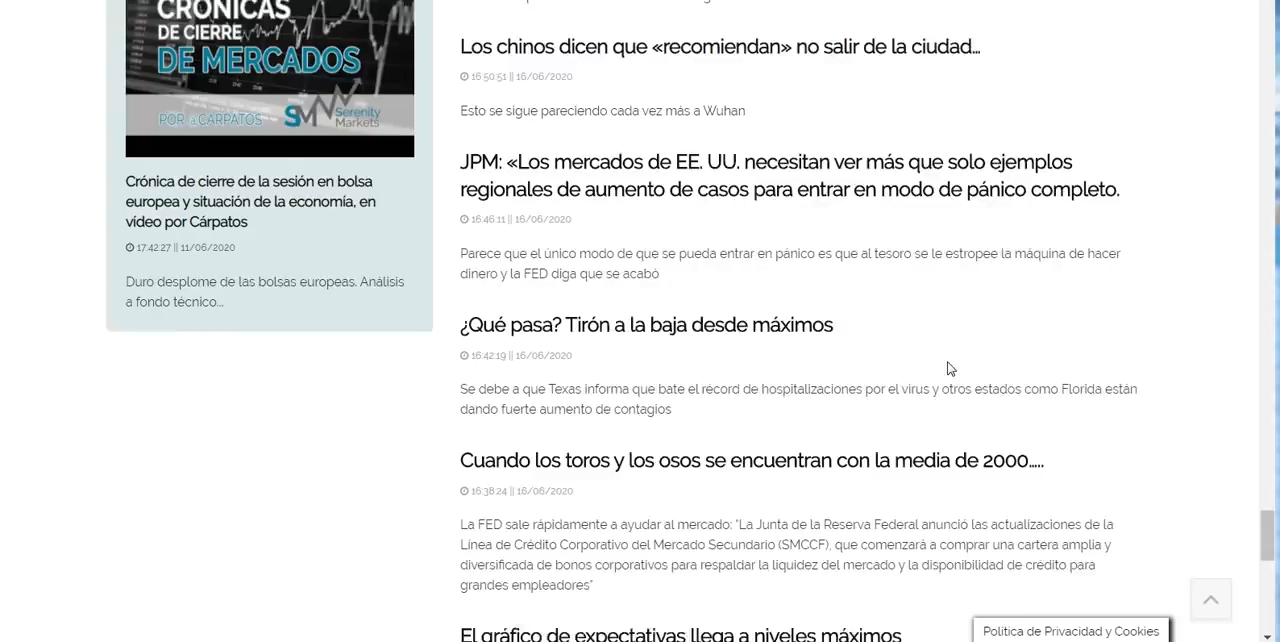 CRÓNICAS
DE CIERRE
DE MERCADOS
POR @CARPATOS
SM Serenity
Markets
Crónica de cierre de la sesión en bolsa
europea y situación de la economía, en
vídeo por Cárpatos
17:42:27 || 11/06/2020
Duro desplome de las bolsas europeas. Análisis
a fondo técnico...
Los chinos dicen que «recomiendan» no salir de la ciudad…
16:50:51 || 16/06/2020
Esto se sigue pareciendo cada vez más a Wuhan
JPM: «Los mercados de EE. UU. necesitan ver más que solo ejemplos
regionales de aumento de casos para entrar en modo de pánico completo.
16:46:11 || 16/06/2020
Parece que el único modo de que se pueda entrar en pánico es que al tesoro se le estropee la máquina de hacer
dinero y la FED diga que se acabó
¿Qué pasa? Tirón a la baja desde máximos
16:42:19 || 16/06/2020
Se debe a que Texas informa que bate el récord de hospitalizaciones por el virus y otros estados como Florida están
dando fuerte aumento de contagios
Cuando los toros y los osos se encuentran con la media de 2000…..
16:38:24 || 16/06/2020
La FED sale rápidamente a ayudar al mercado: "La Junta de la Reserva Federal anunció las actualizaciones de la
Línea de Crédito Corporativo del Mercado Secundario (SMCCF), que comenzará a comprar una cartera amplia y
diversificada de bonos corporativos para respaldar la liquidez del mercado y la disponibilidad de crédito para
grandes empleadores"
El gráfico de expectativas llega a niveles máximos
Política de Privacidad y Cookies